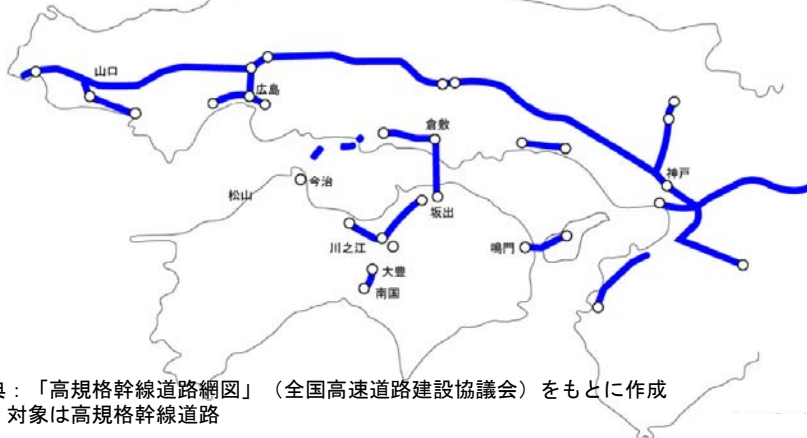 山口
広島
倉敷
神戸
今治
松山
坂出
川之江
鳴門
大豊
南国
典：「高規格幹線道路網図」（全国高速道路建設協議会）をもとに作成
対象は高規格幹線道路